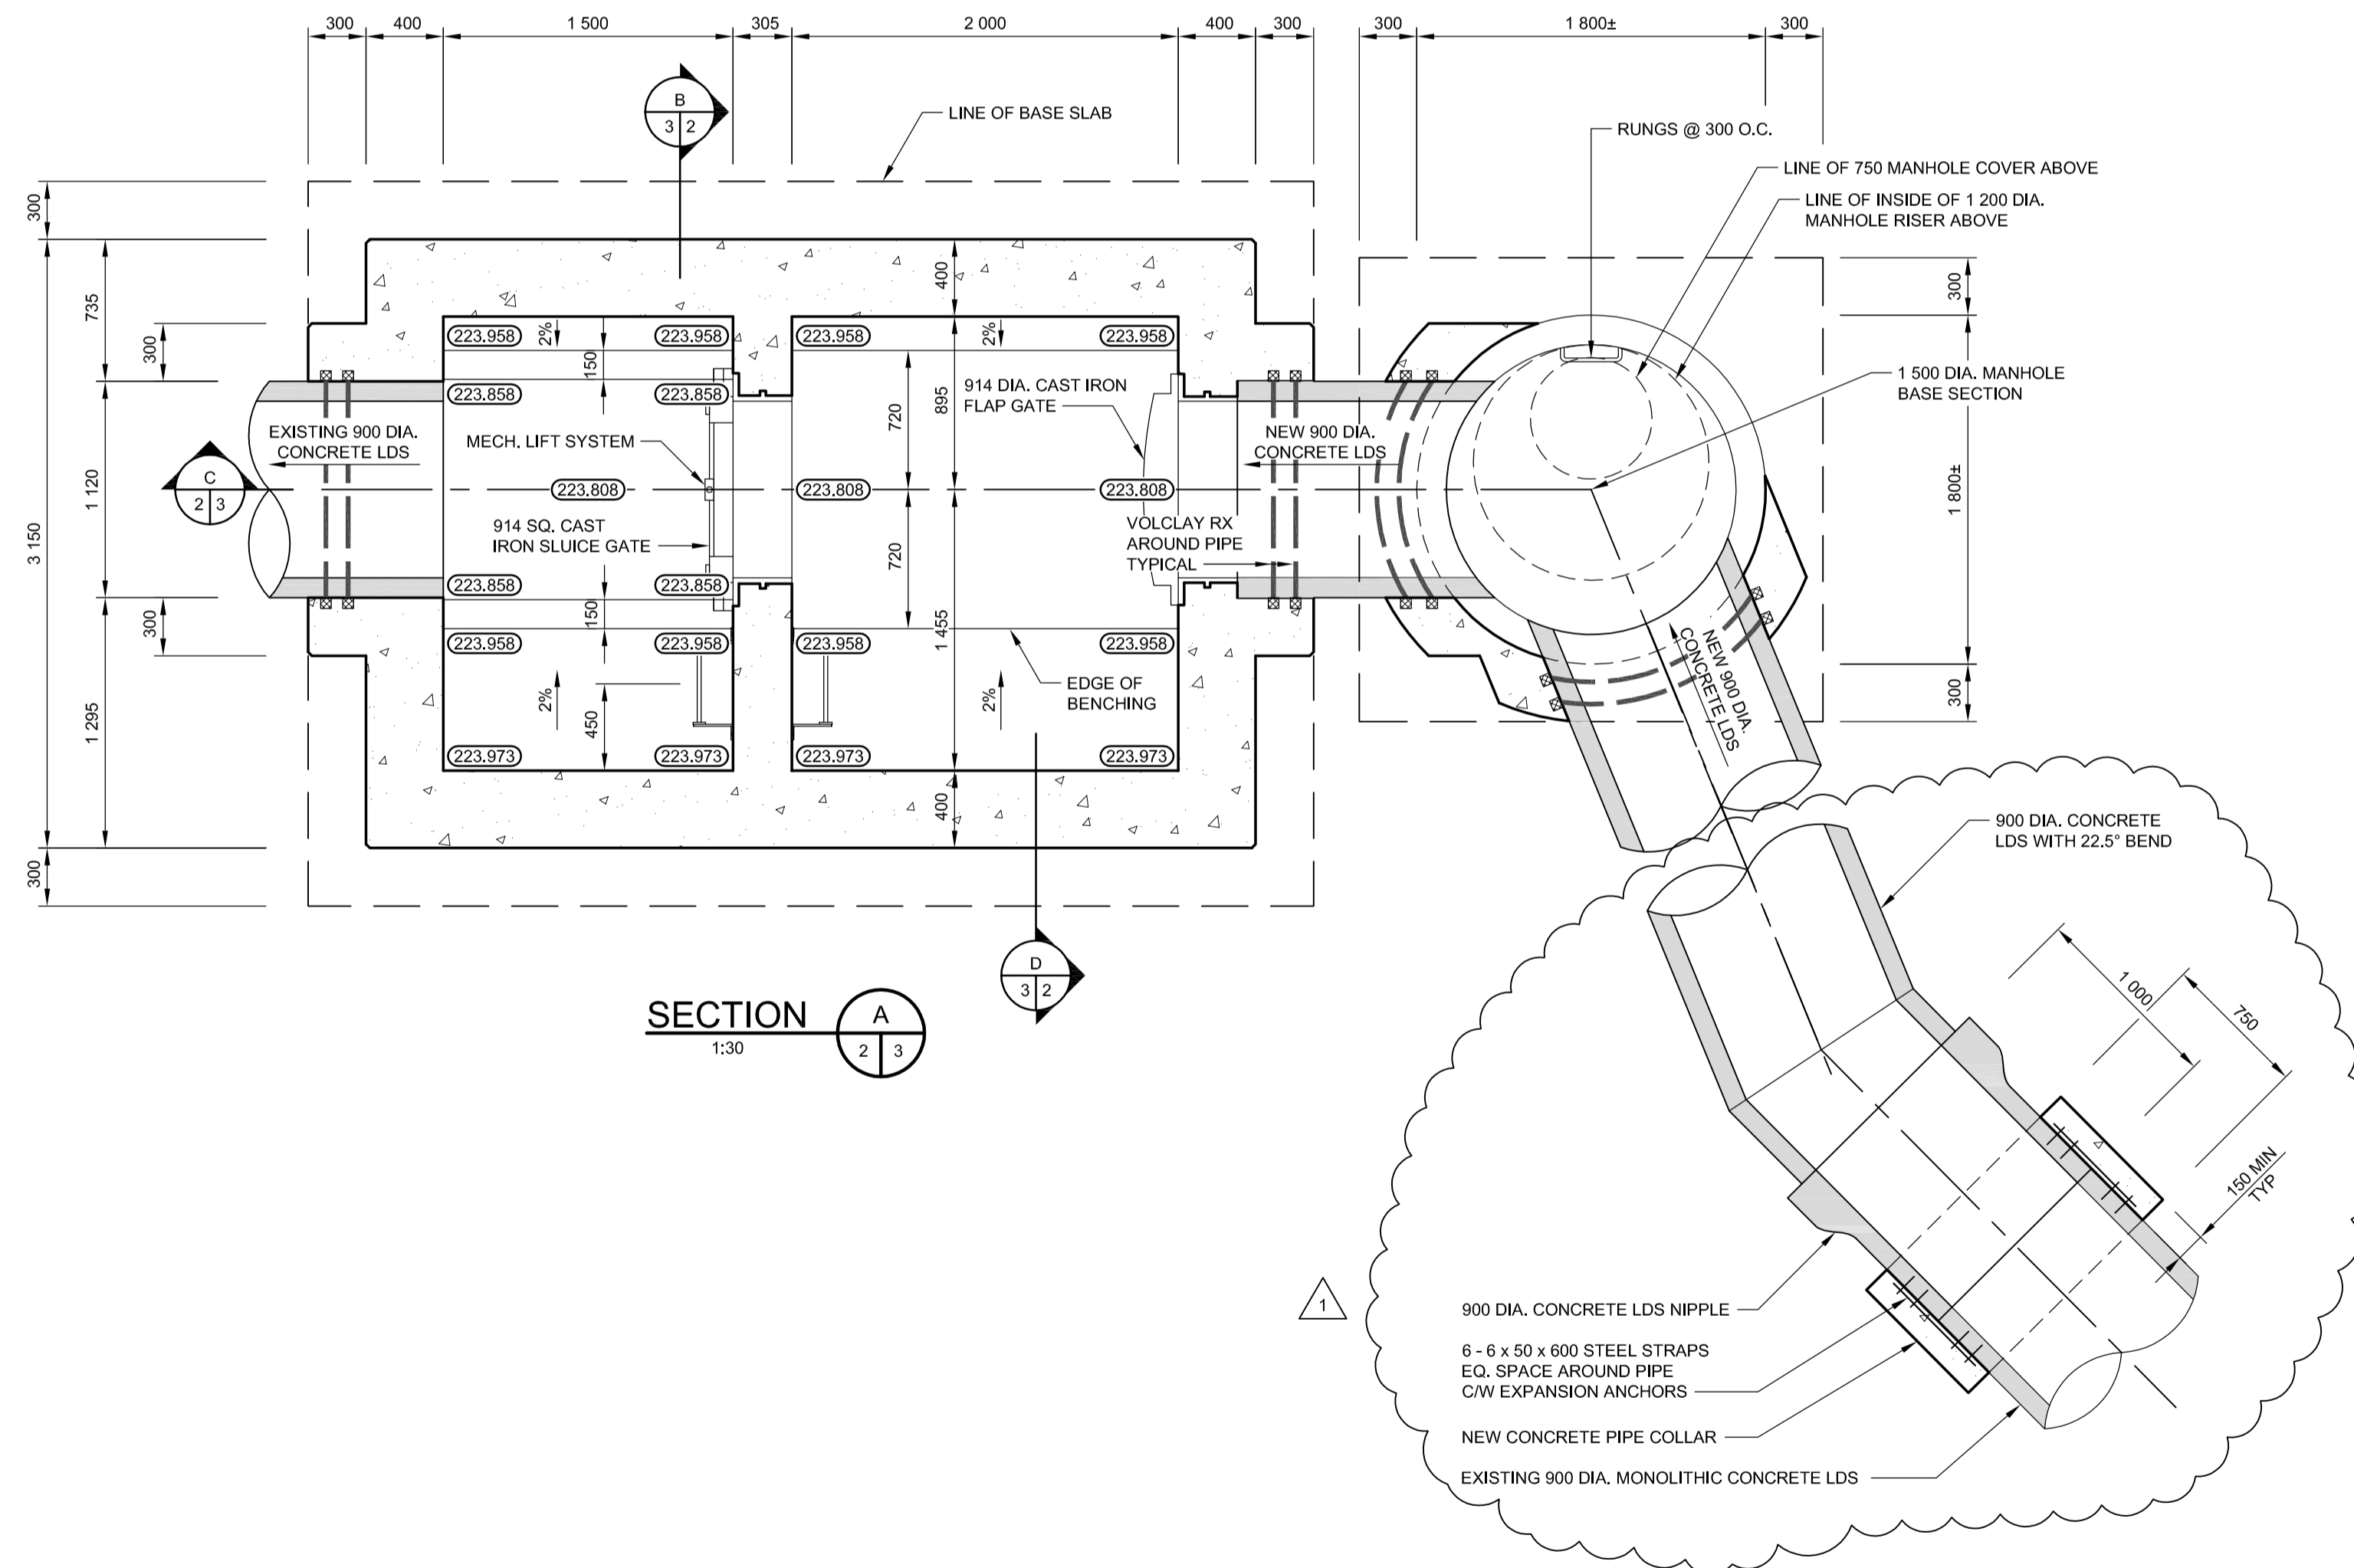 300
400
1 500
305
2 000
400
300
300
1 800±
300
B
3 2
LINE OF BASE SLAB
RUNGS @ 300 O.C.
LINE OF 750 MANHOLE COVER ABOVE
LINE OF INSIDE OF 1 200 DIA.
MANHOLE RISER ABOVE
1 500 DIA. MANHOLE
BASE SECTION
300
735
300
1 120
3 150
300
1 295
300
400
223.958
2%
150
223.958
223.958
2%
223.958
223.858
223.858
914 DIA. CAST IRON
FLAP GATE
720
895
EXISTING 900 DIA.
CONCRETE LDS
MECH. LIFT SYSTEM
NEW 900 DIA.
CONCRETE LDS
C
2 3
223.808
223.808
223.808
914 SQ. CAST
IRON SLUICE GATE
VOLCLAY RX
AROUND PIPE
TYPICAL
720
1 455
223.858
223.858
150
223.958
223.958
223.958
223.958
2%
450
2%
EDGE OF
BENCHING
223.973
223.973
223.973
223.973
400
300
1 800±
300
NEW 900 DIA.
CONCRETE LDS
D
3 2
SECTION
1:30
A
2 3
900 DIA. CONCRETE
LDS WITH 22.5° BEND
1 000
750
150 MIN
TYP
1
900 DIA. CONCRETE LDS NIPPLE
6 - 6 x 50 x 600 STEEL STRAPS
EQ. SPACE AROUND PIPE
C/W EXPANSION ANCHORS
NEW CONCRETE PIPE COLLAR
EXISTING 900 DIA. MONOLITHIC CONCRETE LDS